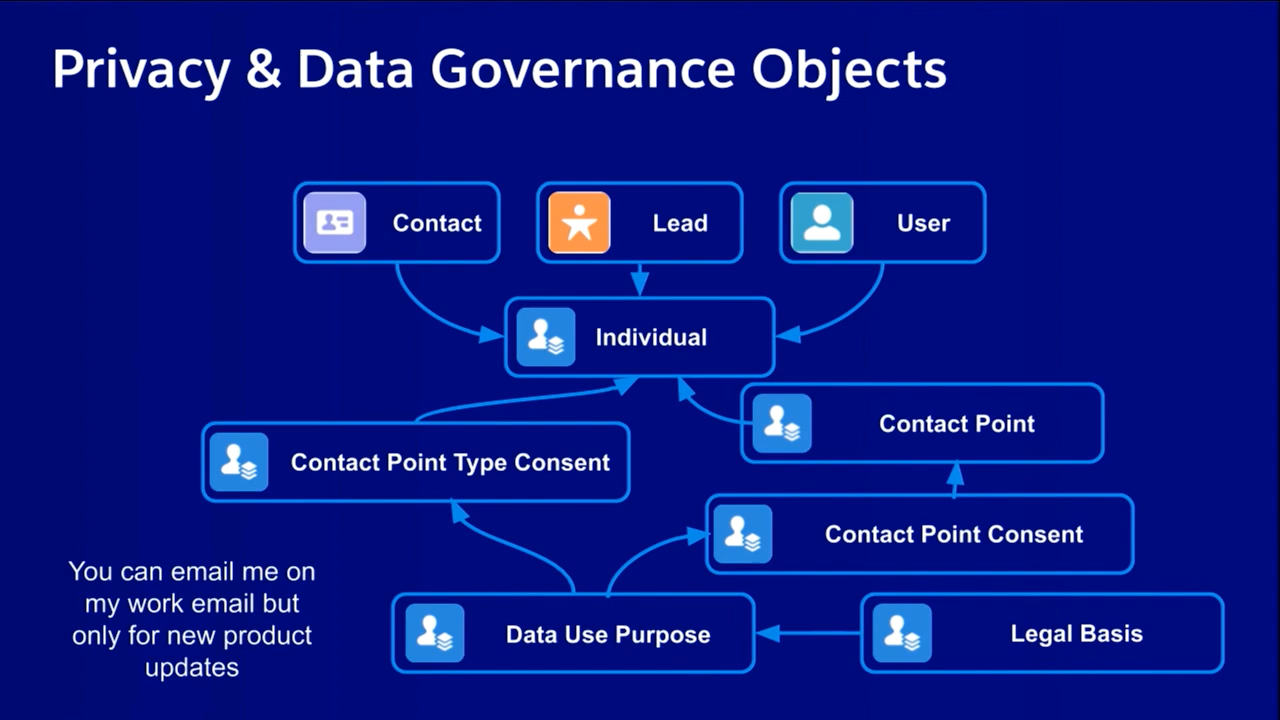 Privacy & Data Governance Objects
Contact
Lead
User
Individual
Contact Point
Contact Point Type Consent
Contact Point Consent
You can email me on
my work email but
only for new product
updates
Data Use Purpose
Legal Basis